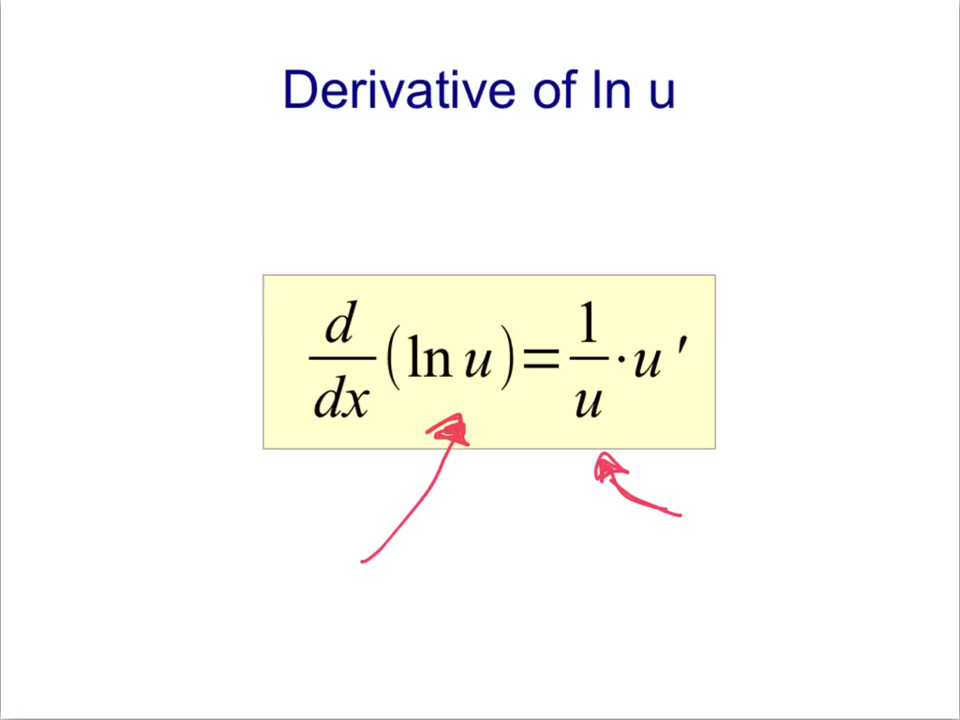 Derivative of ln u
d/dx (ln u) = 1/u · u '